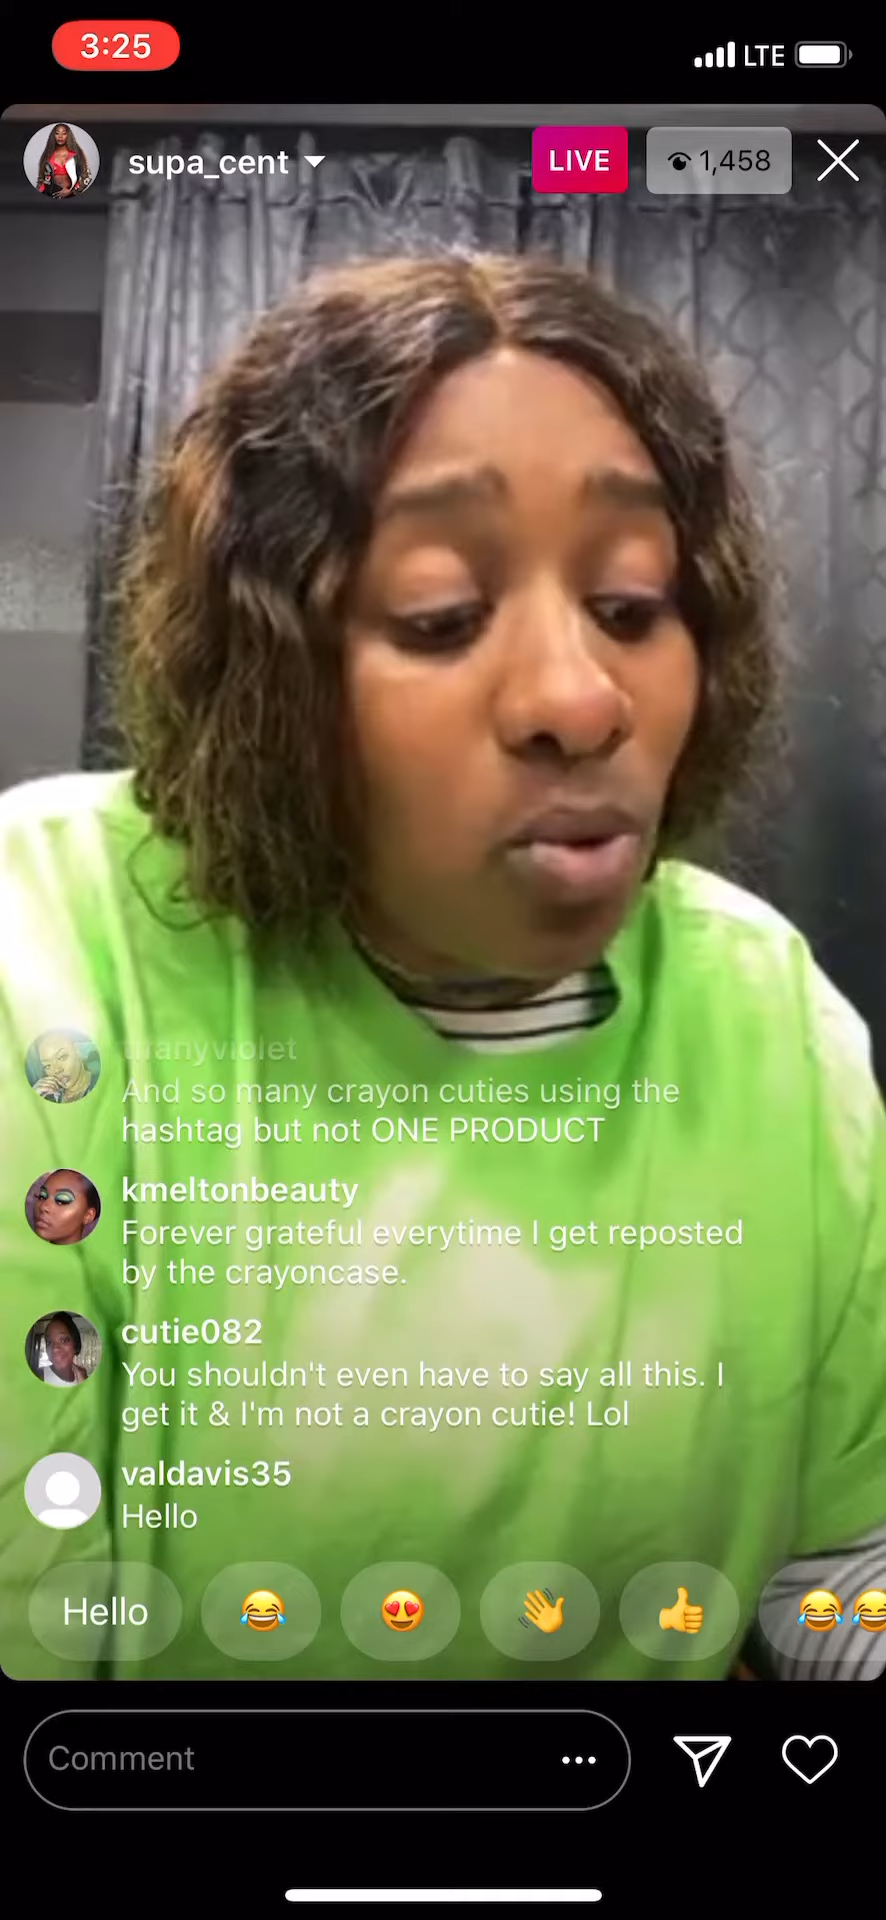 3:25
LTE
supa_cent
LIVE
1,458
tifanyviolet
And so many crayon cuties using the
hashtag but not ONE PRODUCT
kmeltonbeauty
Forever grateful everytime I get reposted
by the crayoncase.
cutie082
You shouldn't even have to say all this. I
get it & I'm not a crayon cutie! Lol
valdavis35
Hello
Hello
Comment